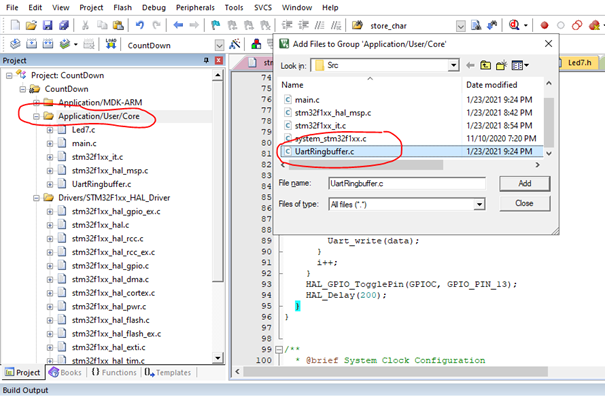 File Edit View Project Flash Debug Peripherals Tools SVCS Window Help
store_char
LOAD
CountDown
Project
Project: CountDown
CountDown
Application/MDK-ARM
Application/User/Core
Led7.c
main.c
stm32f1xx_it.c
stm32f1xx_hal_msp.c
UartRingbuffer.c
Drivers/STM32F1xx_HAL_Driver
stm32f1xx_hal_gpio_ex.c
stm32f1xx_hal.c
stm32f1xx_hal_rcc.c
stm32f1xx_hal_rcc_ex.c
stm32f1xx_hal_gpio.c
stm32f1xx_hal_dma.c
stm32f1xx_hal_cortex.c
stm32f1xx_hal_pwr.c
stm32f1xx_hal_flash.c
stm32f1xx_hal_flash_ex.c
stm32f1xx_hal_exti.c
stm32f1xx_hal_tim.c
Project Books Functions Templates
Build Output
Led7.h
Add Files to Group 'Application/User/Core'
Look in: Src
Name Date modified
main.c 1/23/2021 9:24 PM
stm32f1xx_hal_msp.c 1/23/2021 8:42 PM
stm32f1xx_it.c 1/23/2021 8:54 PM
system_stm32f1xx.c 11/10/2020 7:20 PM
UartRingbuffer.c 1/23/2021 9:24 PM
File name: UartRingbuffer.c Add
Files of type: All files (*.*) Close
74
75
76
77
78
79
80
81
82
83
84
85
86
87
88
89 Uart_write(data);
90 }
91 i++;
92 }
93 HAL_GPIO_TogglePin(GPIOC, GPIO_PIN_13);
94 HAL_Delay(200);
95 }
96 }
97
98
99 /**
100 * @brief System Clock Configuration